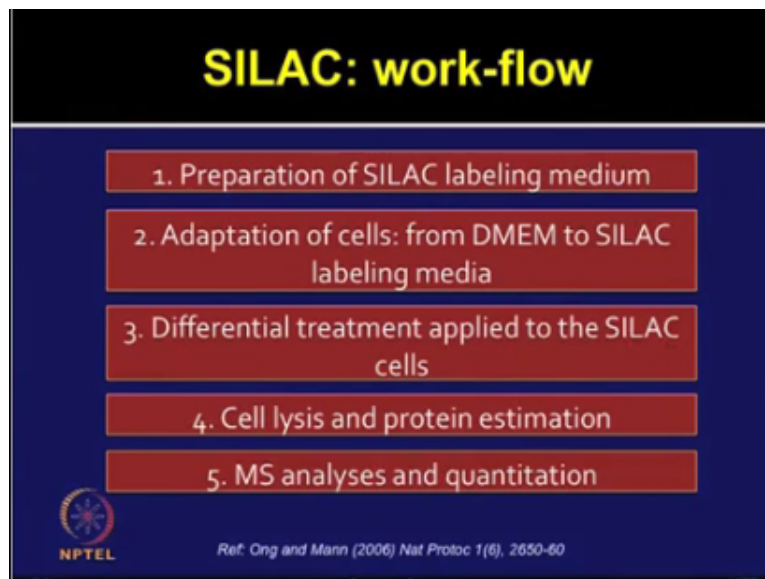 SILAC: work-flow
1. Preparation of SILAC labeling medium
2. Adaptation of cells: from DMEM to SILAC
labeling media
3. Differential treatment applied to the SILAC
cells
4. Cell lysis and protein estimation
5. MS analyses and quantitation
NPTEL
Ref: Ong and Mann (2006) Nat Protoc 1(6), 2650-60